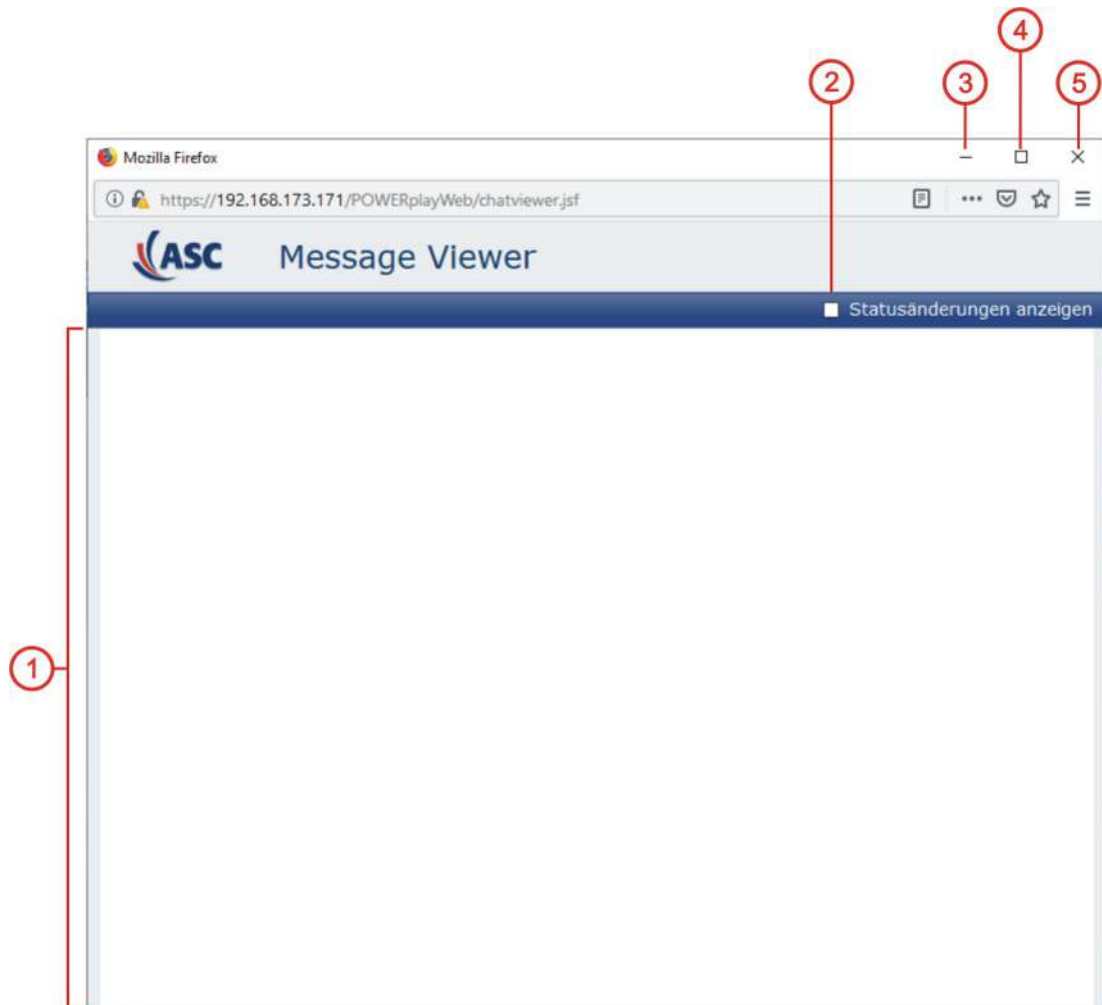 4
2
3
5
Mozilla Firefox
https://192.168.173.171/POWERplayWeb/chatviewer.jsf
ASC Message Viewer
Statusänderungen anzeigen
1